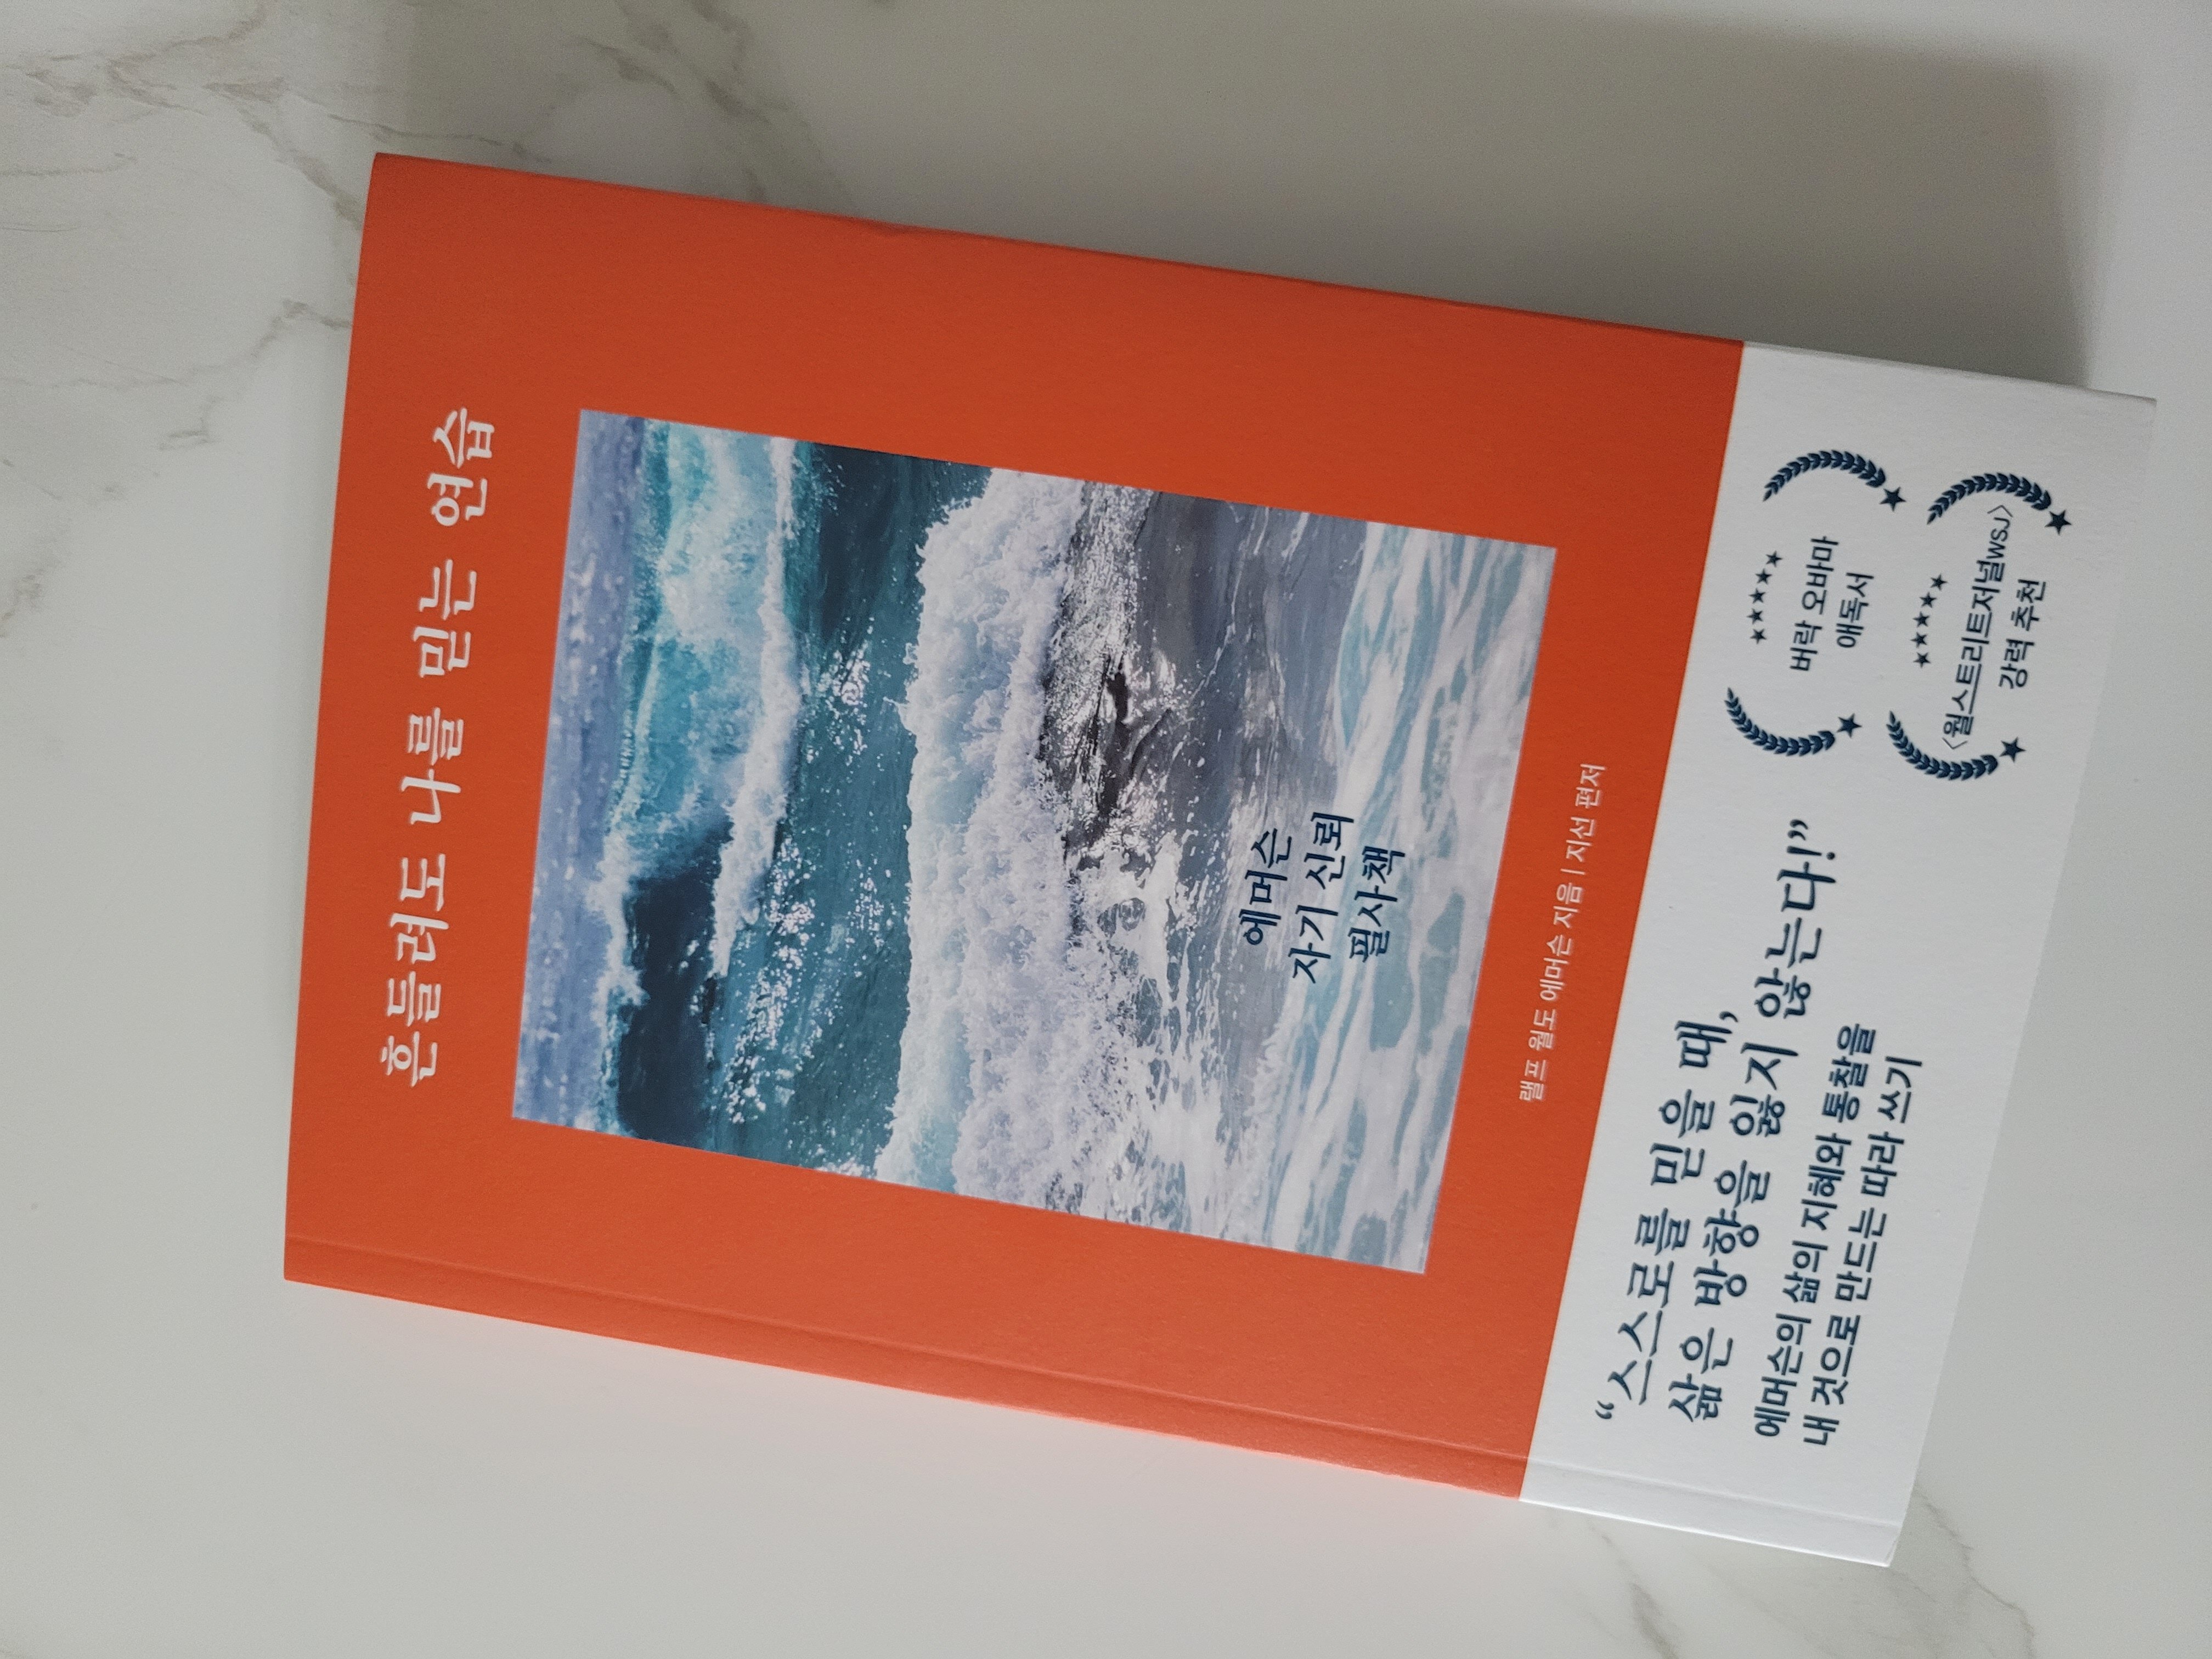 흔들려도 나를 믿는 연습
에머슨
자기 신뢰
필사책
랠프 월도 에머슨 지음 | 지선 편저
“스스로를 믿을 때,
삶은 방향을 잃지 않는다!”
에머슨의 삶의 지혜와 통찰을
내 것으로 만드는 따라 쓰기
★★★★★
버락 오바마
애독서
★★★★★
〈월스트리트저널WSJ〉
강력 추천